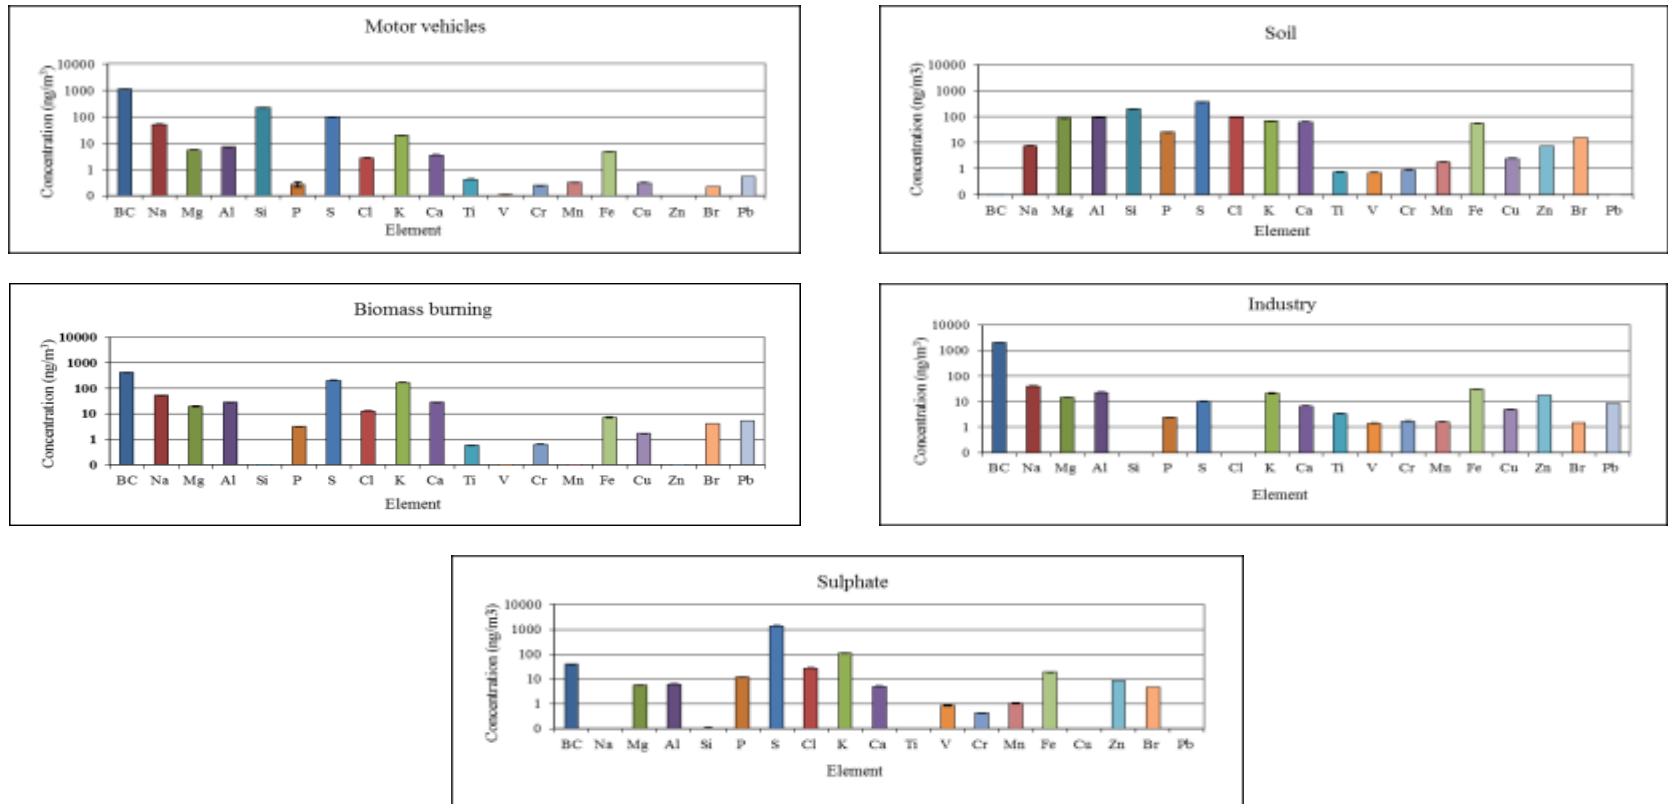 Motor vehicles
Concentration (ng/m³)
10000
1000
100
10
1
0
BC Na Mg Al Si P S Cl K Ca Ti V Cr Mn Fe Cu Zn Br Pb
Element
Soil
Concentration (ng/m3)
10000
1000
100
10
1
0
BC Na Mg Al Si P S Cl K Ca Ti V Cr Mn Fe Cu Zn Br Pb
Element
Biomass burning
Concentration (ng/m³)
10000
1000
100
10
1
0
BC Na Mg Al Si P S Cl K Ca Ti V Cr Mn Fe Cu Zn Br Pb
Element
Industry
Concentration (ng/m³)
10000
1000
100
10
1
0
BC Na Mg Al Si P S Cl K Ca Ti V Cr Mn Fe Cu Zn Br Pb
Element
Sulphate
Concentration (ng/m3)
10000
1000
100
10
1
0
BC Na Mg Al Si P S Cl K Ca Ti V Cr Mn Fe Cu Zn Br Pb
Element